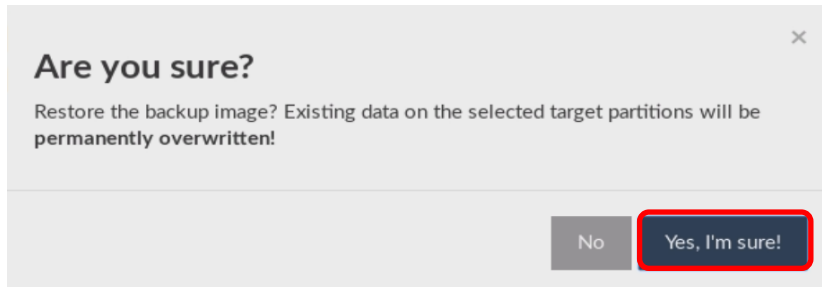 ×
Are you sure?
Restore the backup image? Existing data on the selected target partitions will be
permanently overwritten!
No
Yes, I'm sure!